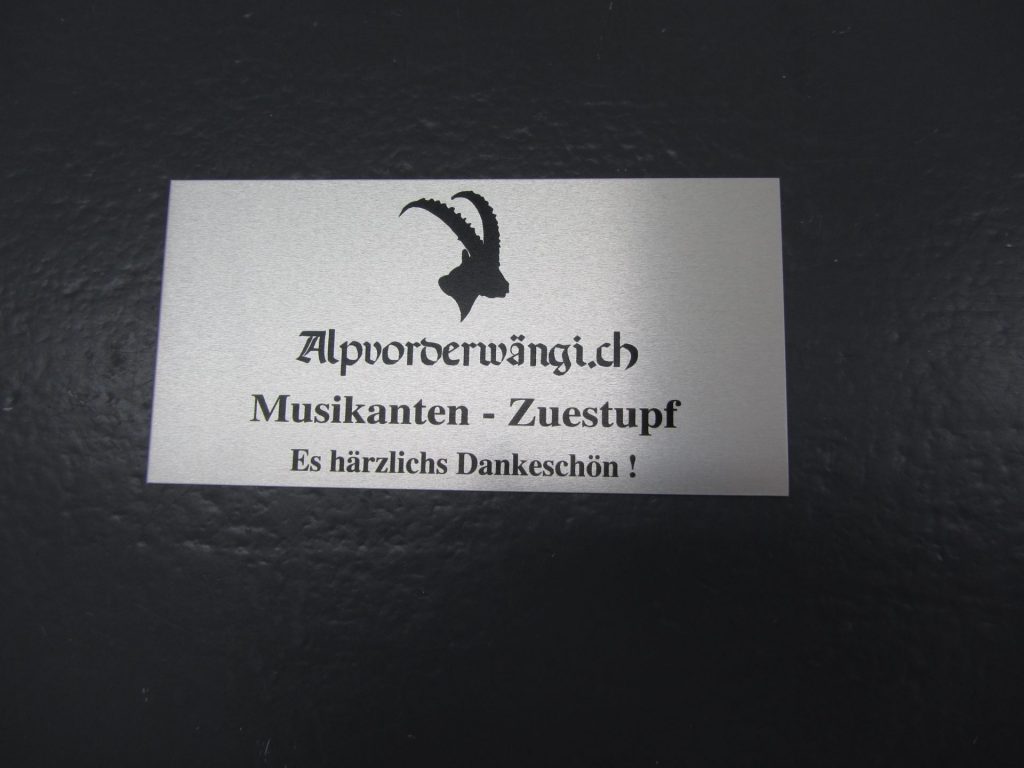 Alpvorderwängi.ch
Musikanten - Zuestupf
Es härzlichs Dankeschön !